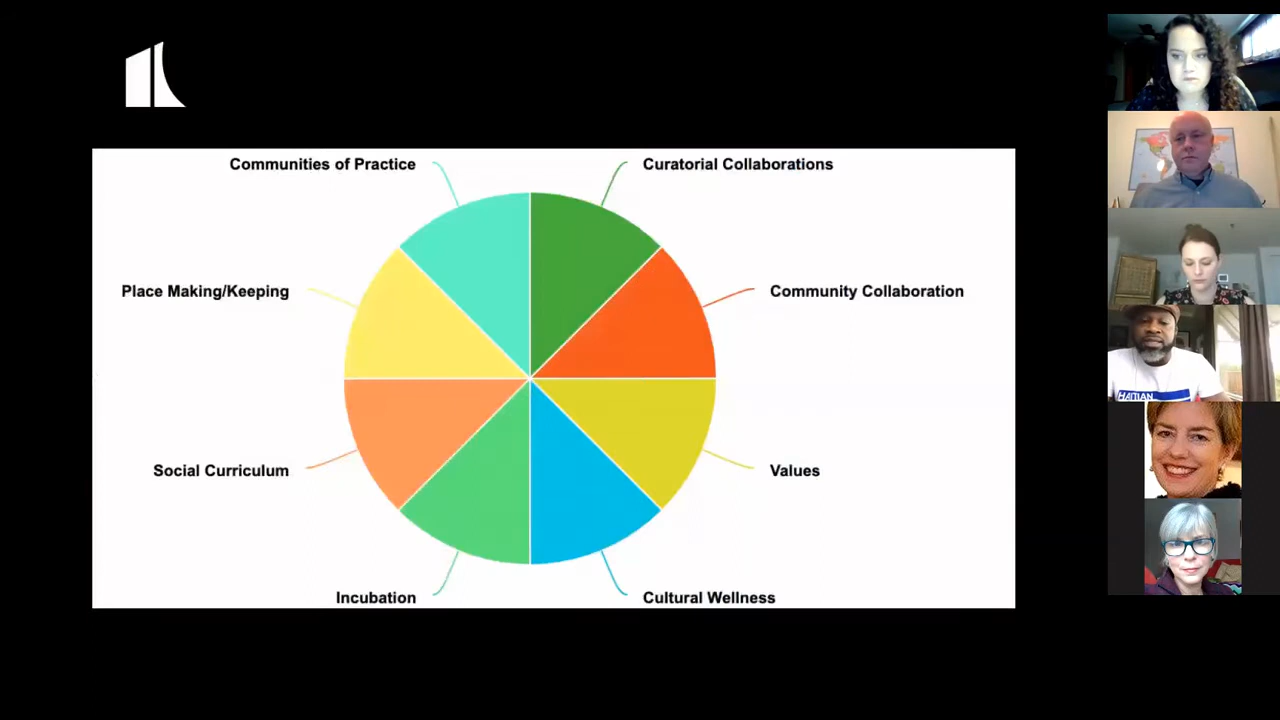 Communities of Practice
Curatorial Collaborations
Place Making/Keeping
Community Collaboration
Social Curriculum
Values
Incubation
Cultural Wellness
HAITIAN